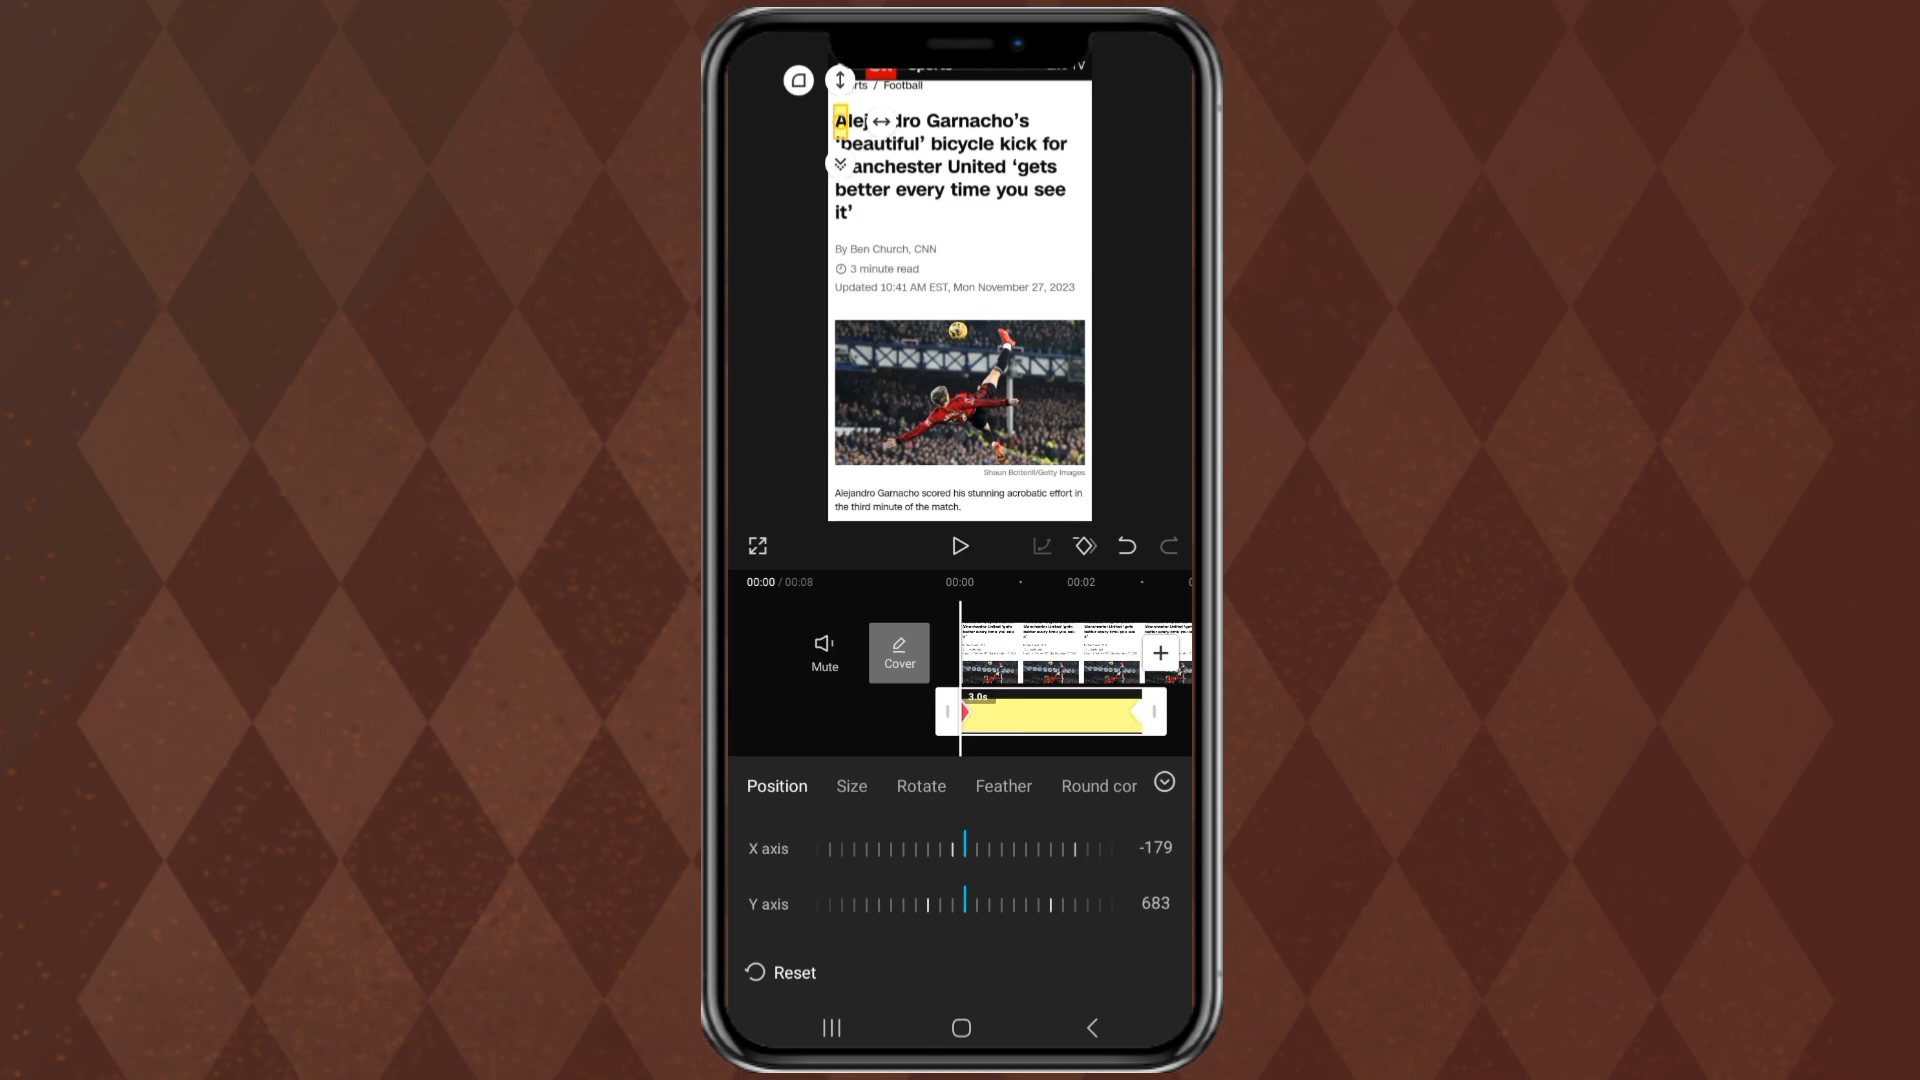 rts / Football
Alej dro Garnacho’s
‘beautiful’ bicycle kick for
anchester United ‘gets
better every time you see
it’
By Ben Church, CNN
3 minute read
Updated 10:41 AM EST, Mon November 27, 2023
Shaun Botterill/Getty Images
Alejandro Garnacho scored his stunning acrobatic effort in
the third minute of the match.
00:00 / 00:08
00:00
00:02
Mute
Cover
3.0s
Position
Size
Rotate
Feather
Round cor
X axis
-179
Y axis
683
Reset